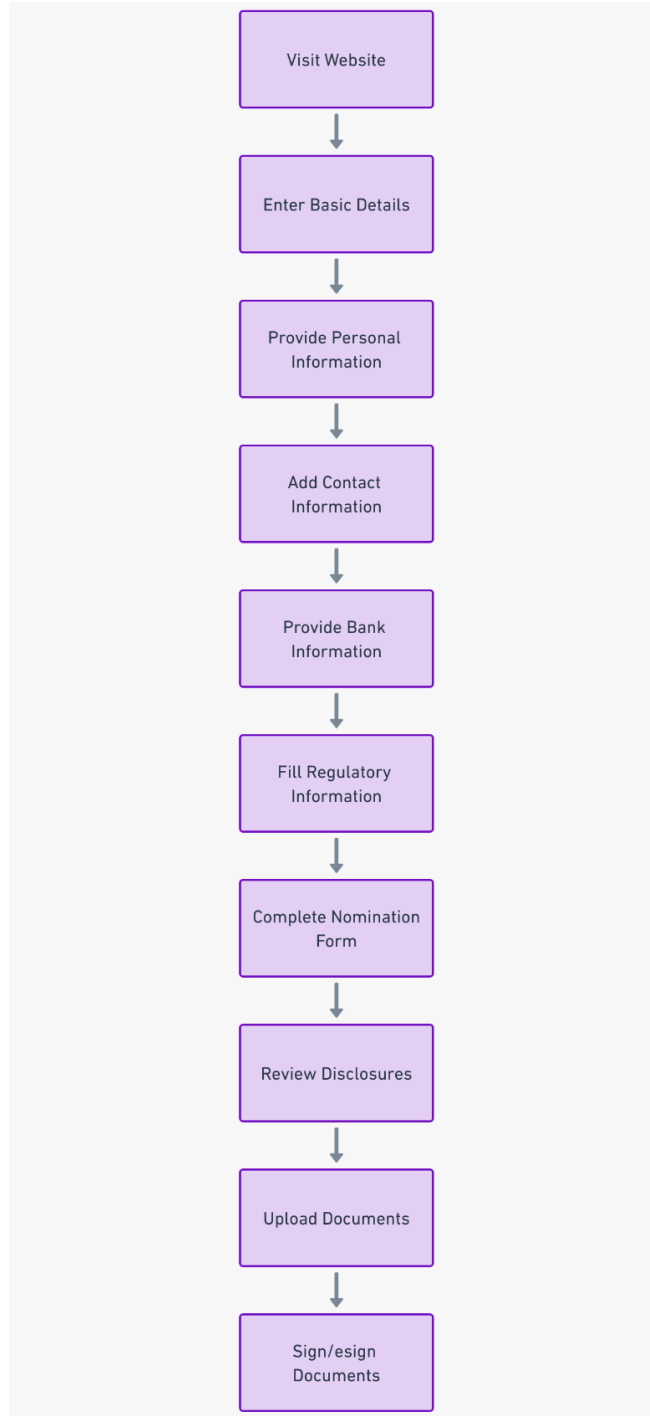 Visit Website
Enter Basic Details
Provide Personal
Information
Add Contact
Information
Provide Bank
Information
Fill Regulatory
Information
Complete Nomination
Form
Review Disclosures
Upload Documents
Sign/esign
Documents